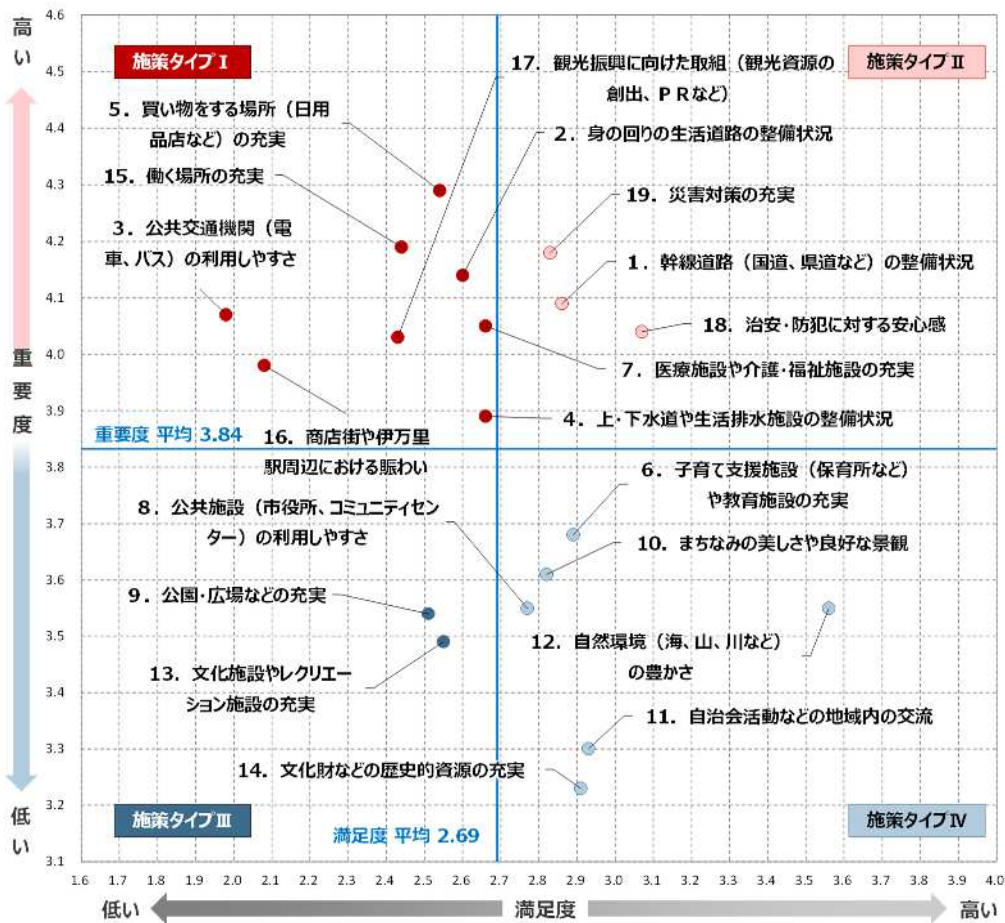 4.6
高い
施策タイプⅠ
17．観光振興に向けた取組（観光資源の
創出、ＰＲなど）
施策タイプⅡ
4.5
5．買い物をする場所（日用
品店など）の充実
4.4
2．身の回りの生活道路の整備状況
15．働く場所の充実
4.3
19．災害対策の充実
3．公共交通機関（電
車、バス）の利用しやすさ
4.2
1．幹線道路（国道、県道など）の整備状況
4.1
18．治安・防犯に対する安心感
4.0
7．医療施設や介護・福祉施設の充実
重要度
3.9
4．上・下水道や生活排水施設の整備状況
重要度 平均 3.84
16．商店街や伊万里
駅周辺における賑わい
3.8
6．子育て支援施設（保育所など）
や教育施設の充実
8．公共施設（市役所、コミュニティセン
ター）の利用しやすさ
3.7
10．まちなみの美しさや良好な景観
3.6
9．公園・広場などの充実
3.5
12．自然環境（海、山、川など）
の豊かさ
13．文化施設やレクリエー
ション施設の充実
3.4
11．自治会活動などの地域内の交流
3.3
14．文化財などの歴史的資源の充実
3.2
低い
施策タイプⅢ
満足度 平均 2.69
施策タイプⅣ
3.1
1.6 1.7 1.8 1.9 2.0 2.1 2.2 2.3 2.4 2.5 2.6 2.7 2.8 2.9 3.0 3.1 3.2 3.3 3.4 3.5 3.6 3.7 3.8 3.9 4.0
低い 満足度 高い